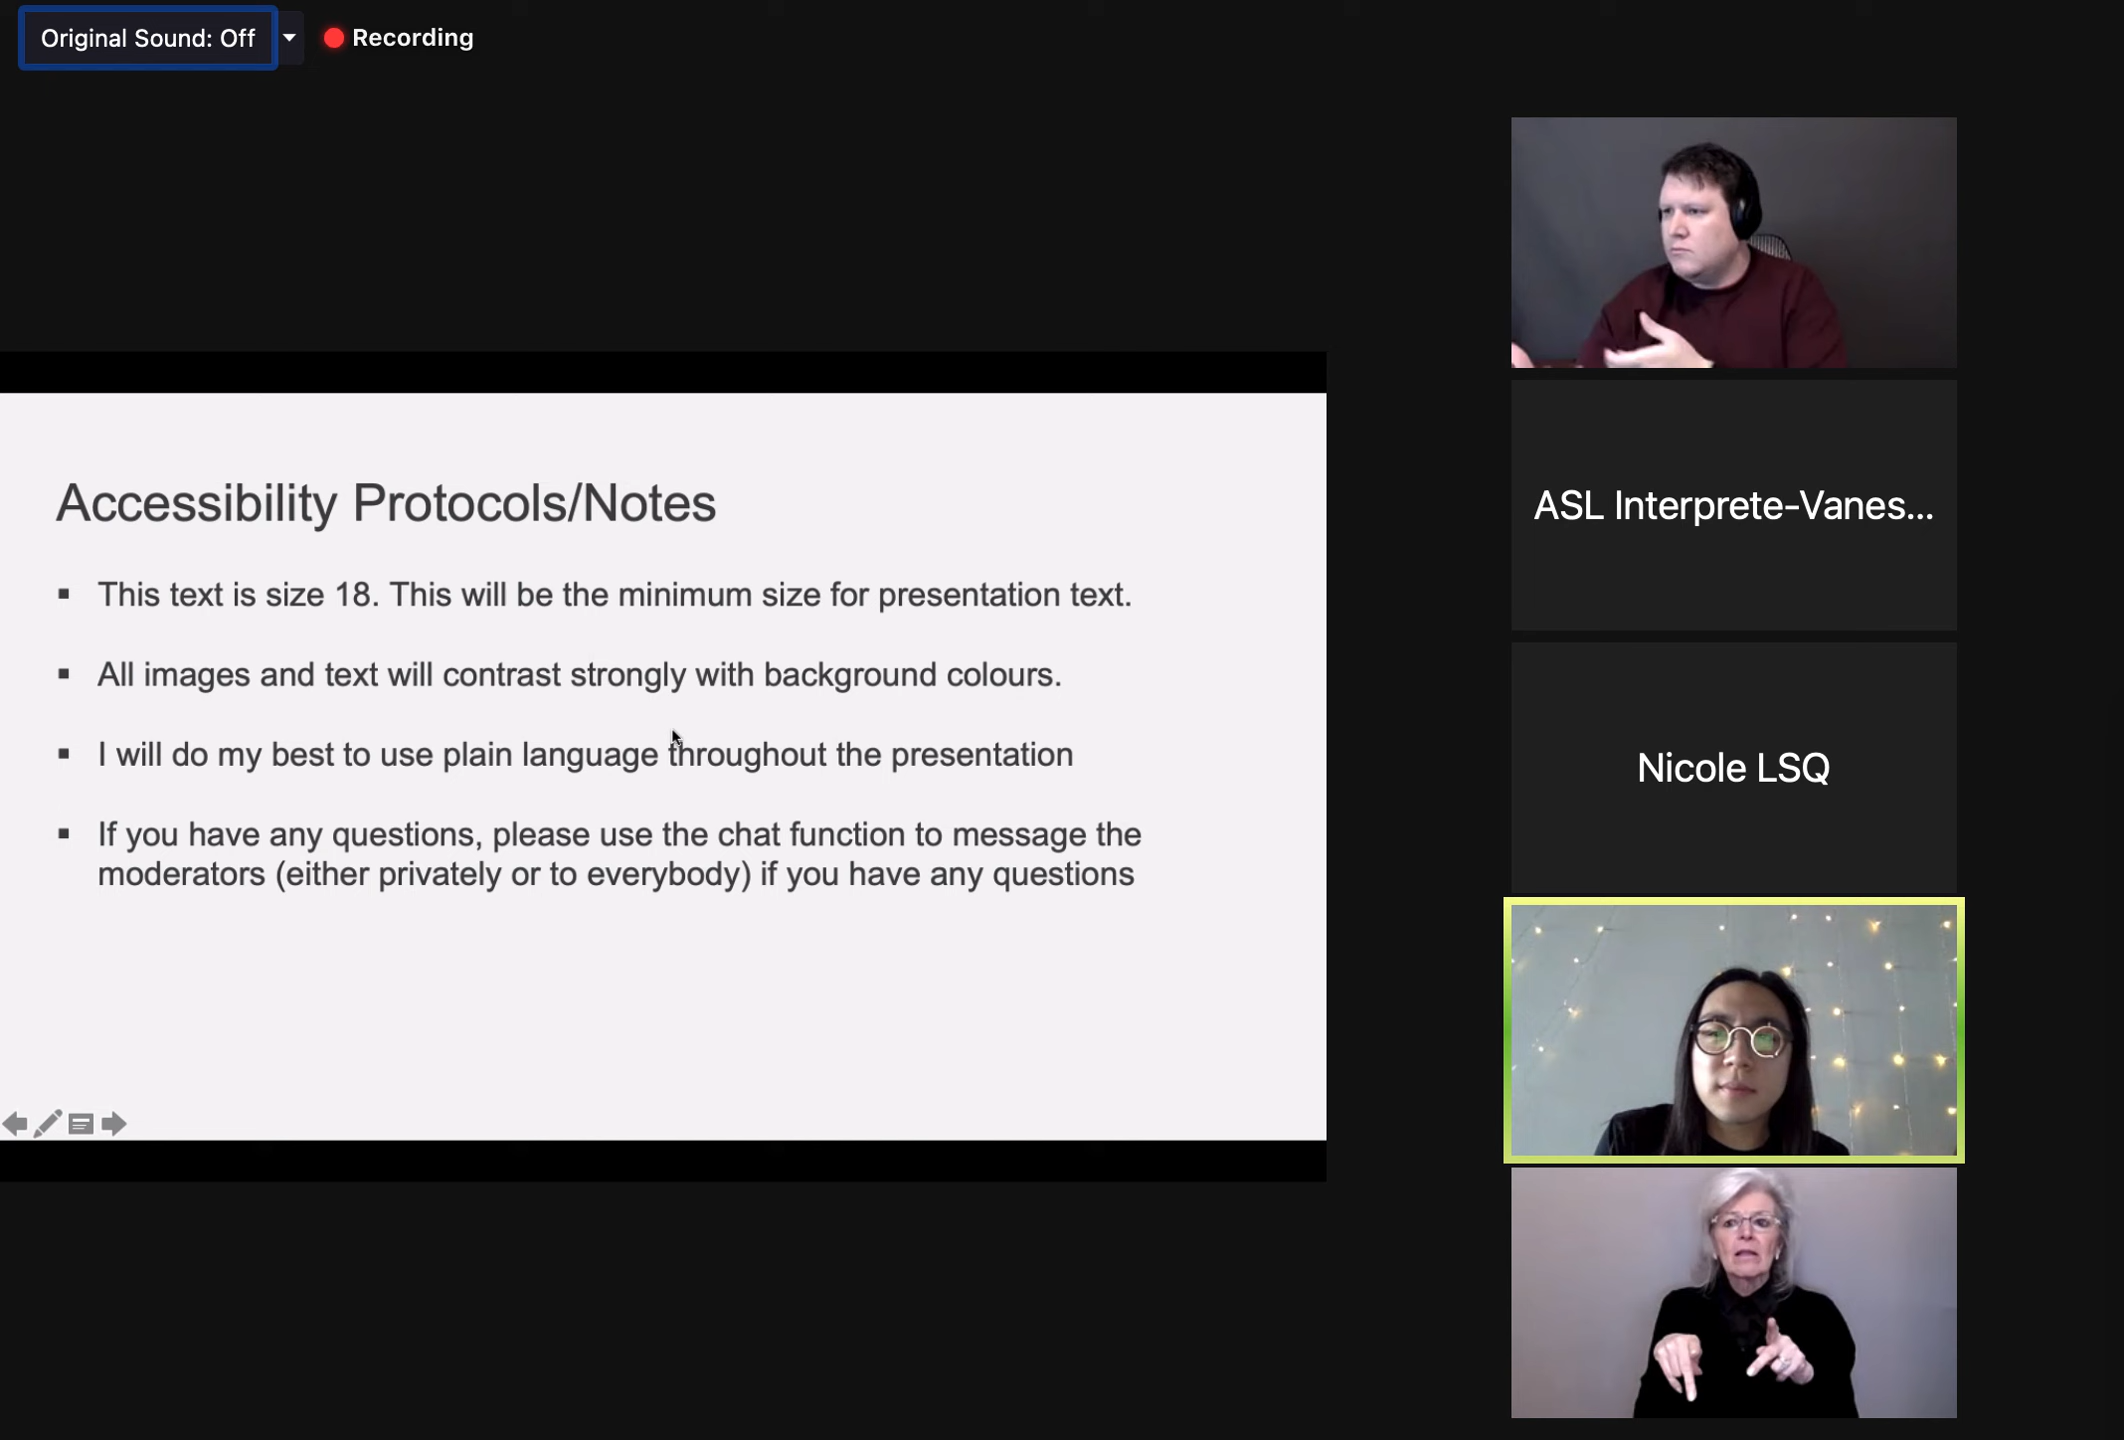 Original Sound: Off
Recording
Accessibility Protocols/Notes
▪ This text is size 18. This will be the minimum size for presentation text.
▪ All images and text will contrast strongly with background colours.
▪ I will do my best to use plain language throughout the presentation
▪ If you have any questions, please use the chat function to message the
moderators (either privately or to everybody) if you have any questions
ASL Interprete-Vanes...
Nicole LSQ